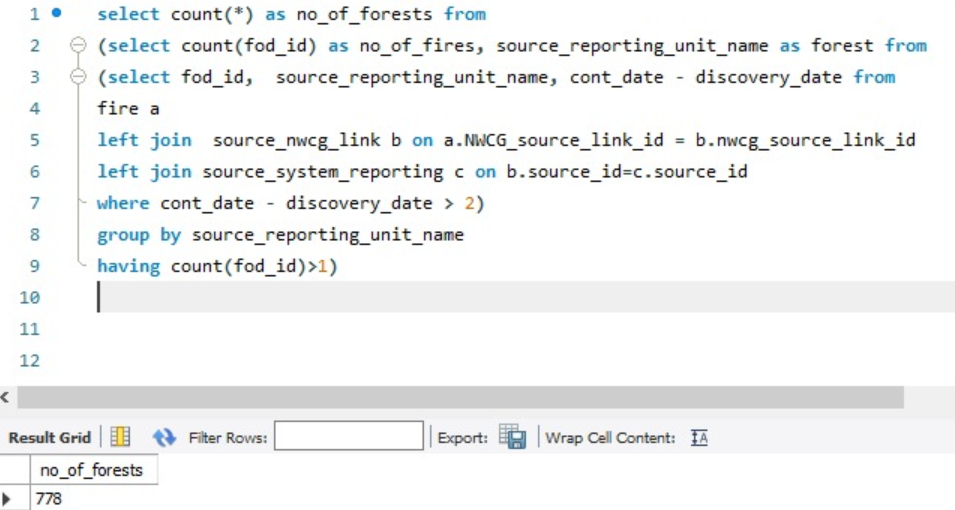 1 select count(*) as no_of_forests from
2 (select count(fod_id) as no_of_fires, source_reporting_unit_name as forest from
3 (select fod_id,  source_reporting_unit_name, cont_date - discovery_date from
4 fire a
5 left join  source_nwcg_link b on a.NWCG_source_link_id = b.nwcg_source_link_id
6 left join source_system_reporting c on b.source_id=c.source_id
7 where cont_date - discovery_date > 2)
8 group by source_reporting_unit_name
9 having count(fod_id)>1)
10
11
12
Result Grid Filter Rows: Export: Wrap Cell Content: IA
no_of_forests
778